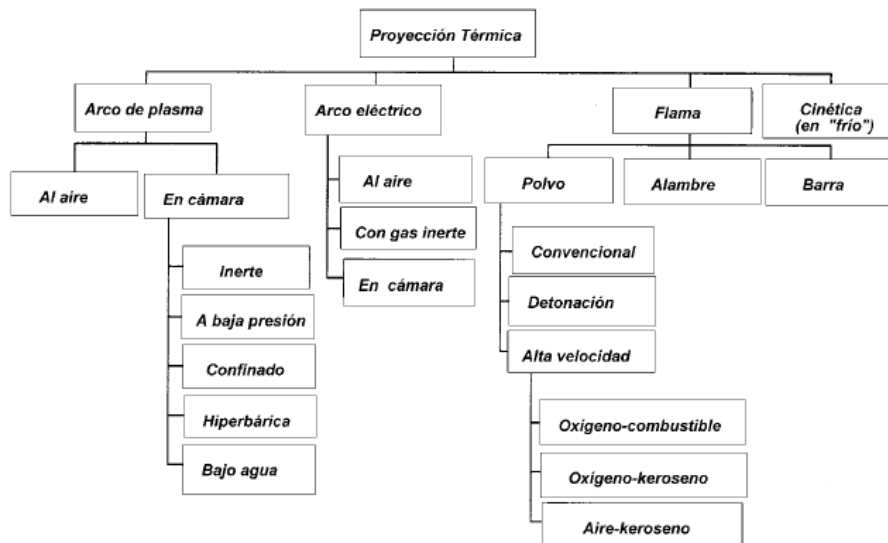 Proyección Térmica
Arco de plasma
Arco eléctrico
Flama
Cinética
(en "frío")
Al aire
En cámara
Al aire
Polvo
Alambre
Barra
Con gas inerte
Convencional
Inerte
En cámara
Detonación
A baja presión
Alta velocidad
Confinado
Hiperbárica
Oxigeno-combustible
Bajo agua
Oxígeno-keroseno
Aire-keroseno